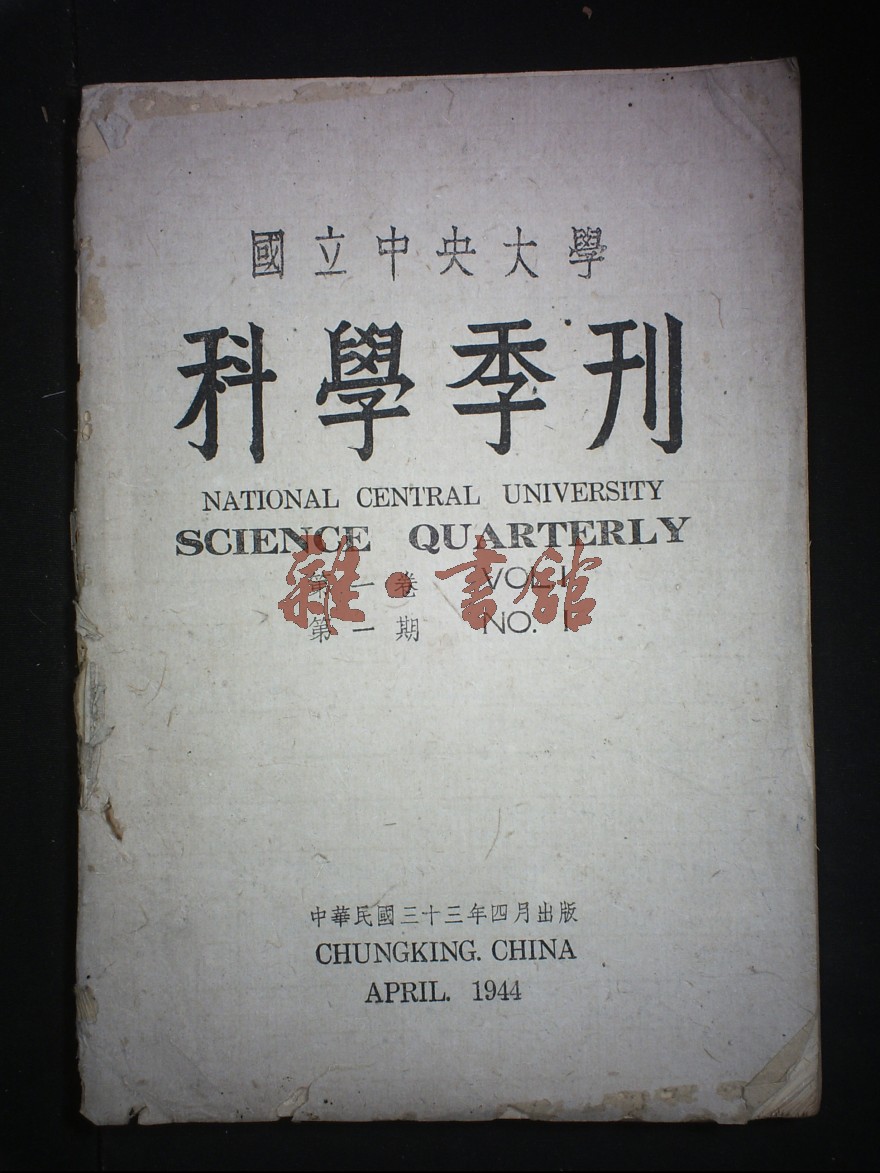 國立中央大學
科學季刊
NATIONAL CENTRAL UNIVERSITY
SCIENCE QUARTERLY
第一卷 VOL. I
第一期 NO. I
雜·書館
中華民國三十三年四月出版
CHUNGKING. CHINA
APRIL. 1944